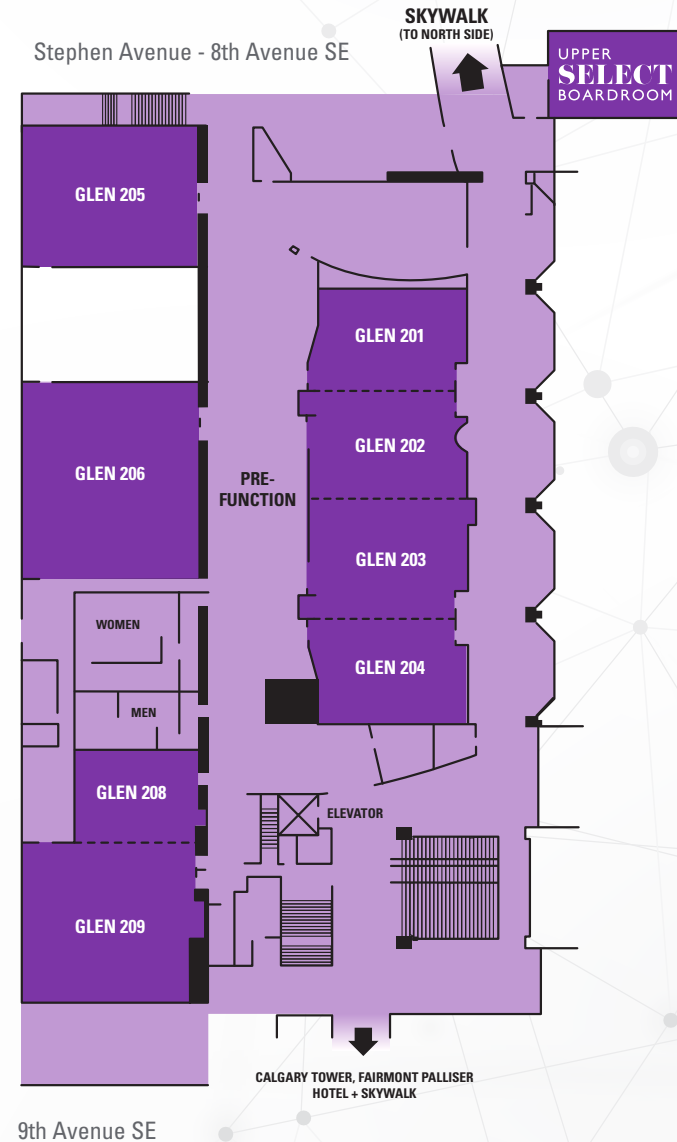 SKYWALK
(TO NORTH SIDE)
Stephen Avenue - 8th Avenue SE
UPPER
SELECT
BOARDROOM
GLEN 205
GLEN 201
GLEN 202
GLEN 206
PRE-
FUNCTION
GLEN 203
WOMEN
GLEN 204
MEN
GLEN 208
ELEVATOR
GLEN 209
CALGARY TOWER, FAIRMONT PALLISER
HOTEL + SKYWALK
9th Avenue SE